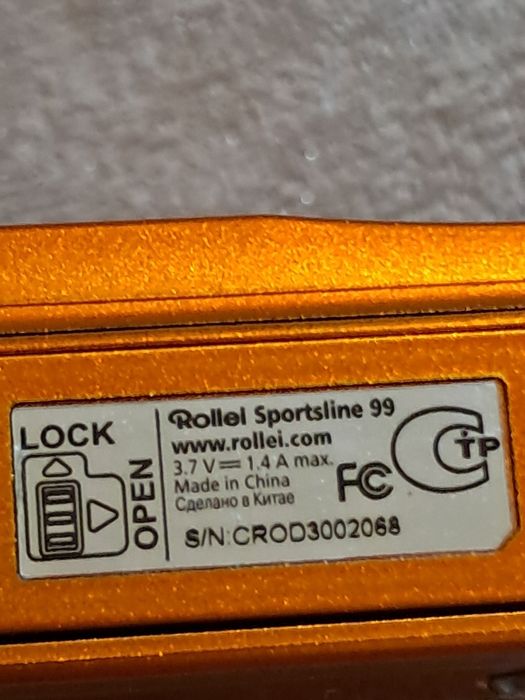 LOCK
OPEN
Rollei Sportsline 99
www.rollei.com
3.7 V⎓1.4 A max.
Made in China
Сделано в Китае
S/N:CROD3002068
FC
СТР